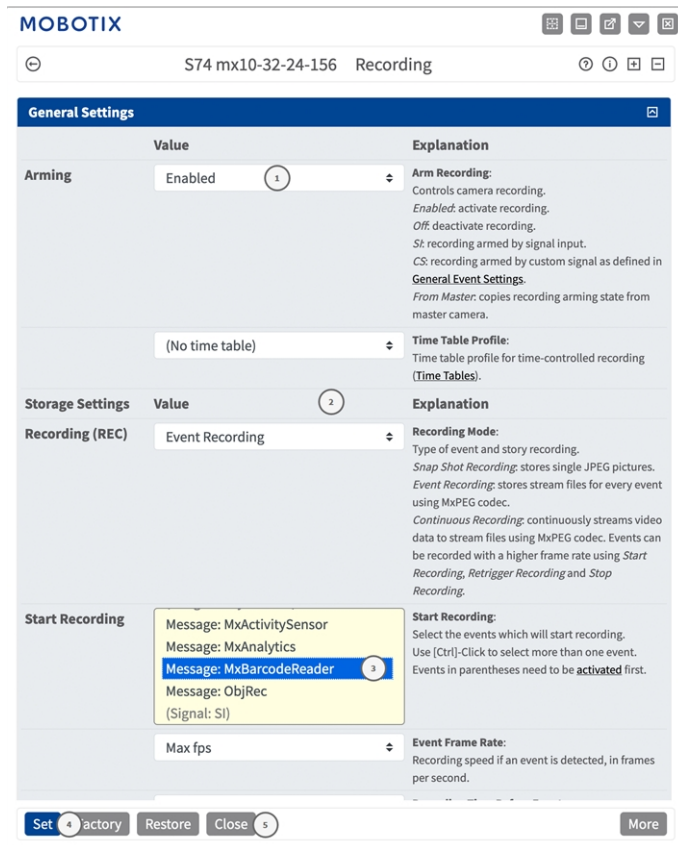 MOBOTIX
S74 mx10-32-24-156 Recording
General Settings
Value Explanation
Arming
Enabled
1
Arm Recording:
Controls camera recording.
Enabled: activate recording.
Off: deactivate recording.
SI: recording armed by signal input.
CS: recording armed by custom signal as defined in
General Event Settings.
From Master: copies recording arming state from
master camera.
(No time table)
Time Table Profile:
Time table profile for time-controlled recording
(Time Tables).
Storage Settings Value 2 Explanation
Recording (REC)
Event Recording
Recording Mode:
Type of event and story recording.
Snap Shot Recording: stores single JPEG pictures.
Event Recording: stores stream files for every event
using MxPEG codec.
Continuous Recording: continuously streams video
data to stream files using MxPEG codec. Events can
be recorded with a higher frame rate using Start
Recording, Retrigger Recording and Stop
Recording.
Start Recording
Message: MxActivitySensor
Message: MxAnalytics
Message: MxBarcodeReader 3
Message: ObjRec
(Signal: SI)
Start Recording:
Select the events which will start recording.
Use [Ctrl]-Click to select more than one event.
Events in parentheses need to be activated first.
Max fps
Event Frame Rate:
Recording speed if an event is detected, in frames
per second.
Set 4 actory Restore Close 5 More